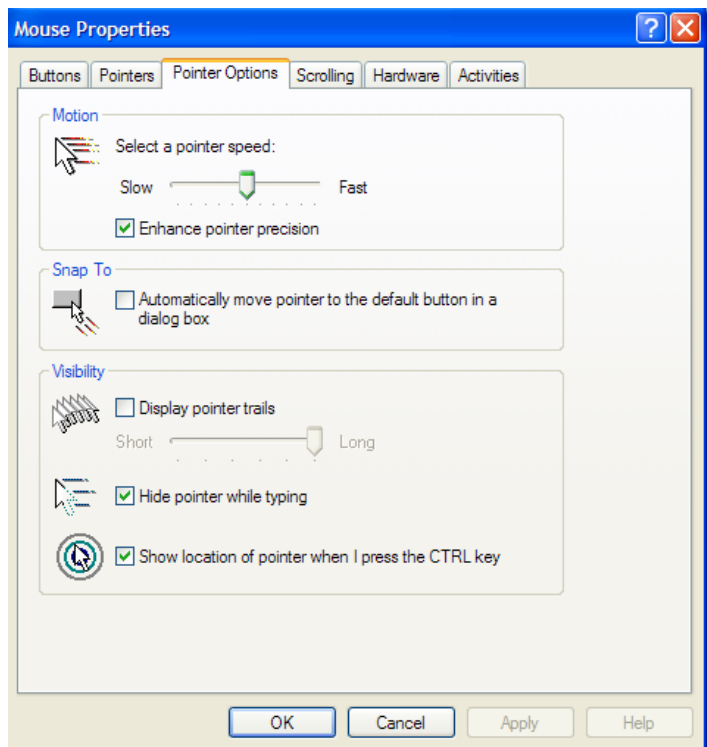 Mouse Properties
Buttons Pointers Pointer Options Scrolling Hardware Activities
Motion
Select a pointer speed:
Slow Fast
Enhance pointer precision
Snap To
Automatically move pointer to the default button in a
dialog box
Visibility
Display pointer trails
Short Long
Hide pointer while typing
Show location of pointer when I press the CTRL key
OK Cancel Apply Help